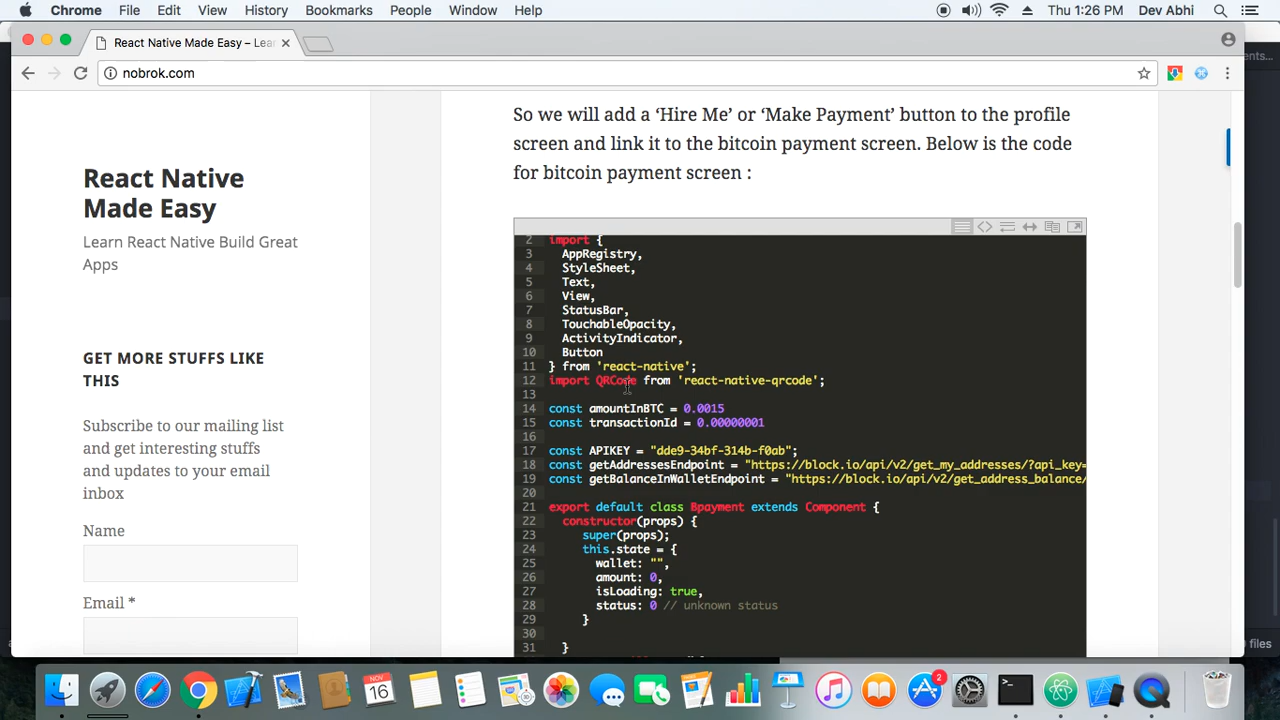 Chrome File Edit View History Bookmarks People Window Help Thu 1:26 PM Dev Abhi
React Native Made Easy – Lea
nobrok.com
ents...
React Native
Made Easy
Learn React Native Build Great
Apps
GET MORE STUFFS LIKE
THIS
Subscribe to our mailing list
and get interesting stuffs
and updates to your email
inbox
Name
Email *
So we will add a ‘Hire Me’ or ‘Make Payment’ button to the profile
screen and link it to the bitcoin payment screen. Below is the code
for bitcoin payment screen :
2 import {
3 AppRegistry,
4 StyleSheet,
5 Text,
6 View,
7 StatusBar,
8 TouchableOpacity,
9 ActivityIndicator,
10 Button
11 } from 'react-native';
12 import QRCode from 'react-native-qrcode';
13
14 const amountInBTC = 0.0015
15 const transactionId = 0.00000001
16
17 const APIKEY = "dde9-34bf-314b-f0ab";
18 const getAddressesEndpoint = "https://block.io/api/v2/get_my_addresses/?api_key=
19 const getBalanceInWalletEndpoint = "https://block.io/api/v2/get_address_balance/
20
21 export default class Bpayment extends Component {
22 constructor(props) {
23 super(props);
24 this.state = {
25 wallet: "",
26 amount: 0,
27 isLoading: true,
28 status: 0 // unknown status
29 }
30
31 }
files
NOV
16
2